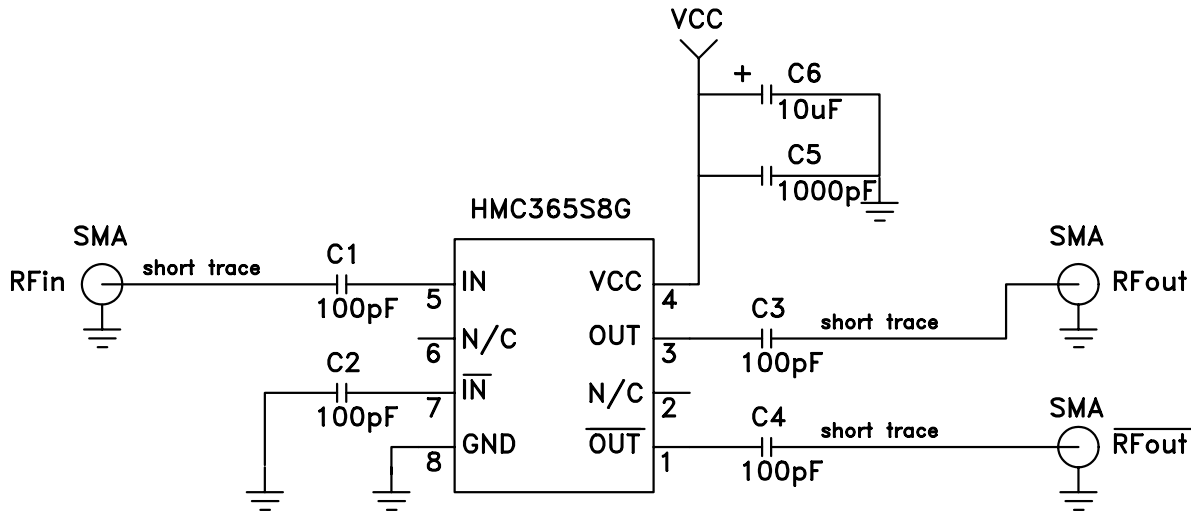 VCC
+ C6
10uF
C5
1000pF
HMC365S8G
SMA
RFin
short trace
C1
100pF
5
IN
VCC
4
SMA
RFout
6
N/C
OUT
3
C3
100pF
short trace
C2
100pF
7
IN
N/C
2
8
GND
OUT
1
C4
100pF
short trace
SMA
RFout